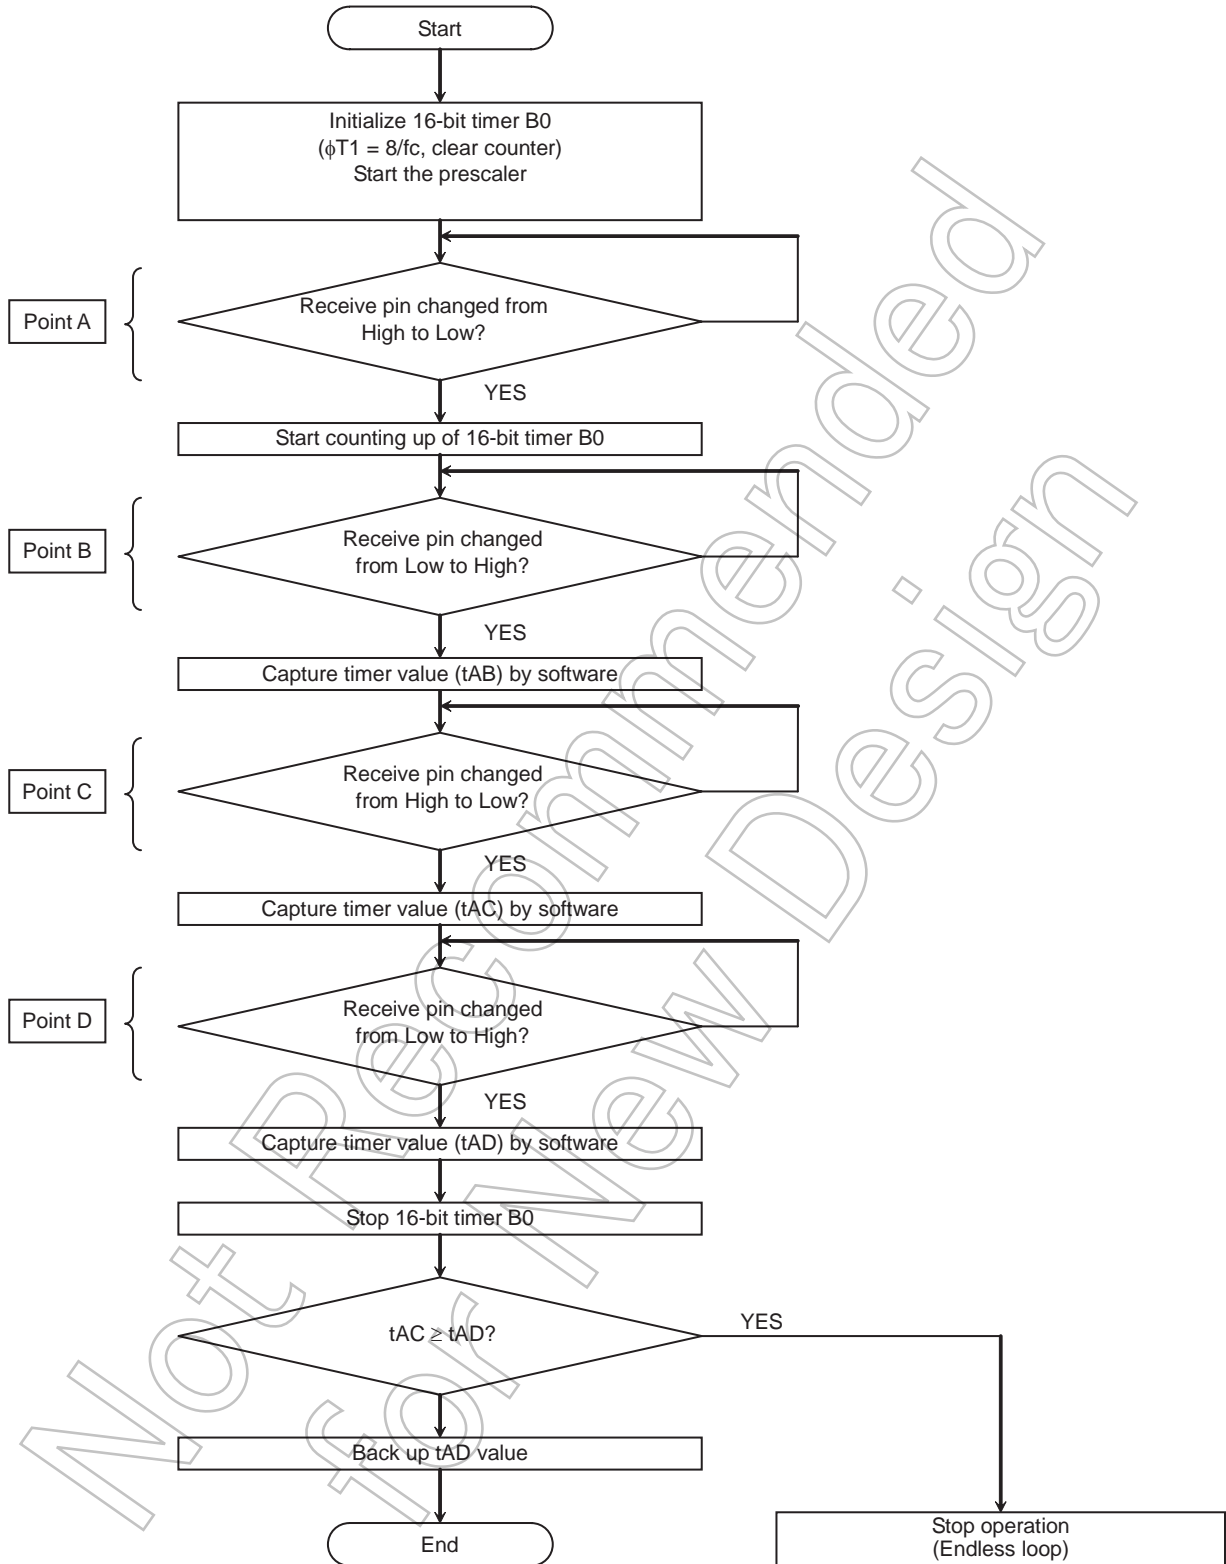 Start
Initialize 16-bit timer B0
(ϕT1 = 8/fc, clear counter)
Start the prescaler
Point A
Receive pin changed from
High to Low?
YES
Start counting up of 16-bit timer B0
Point B
Receive pin changed
from Low to High?
YES
Capture timer value (tAB) by software
Point C
Receive pin changed
from High to Low?
YES
Capture timer value (tAC) by software
Point D
Receive pin changed
from Low to High?
YES
Capture timer value (tAD) by software
Stop 16-bit timer B0
tAC ≥ tAD?
YES
Back up tAD value
End
Stop operation
(Endless loop)
Not Recommended
for New Design